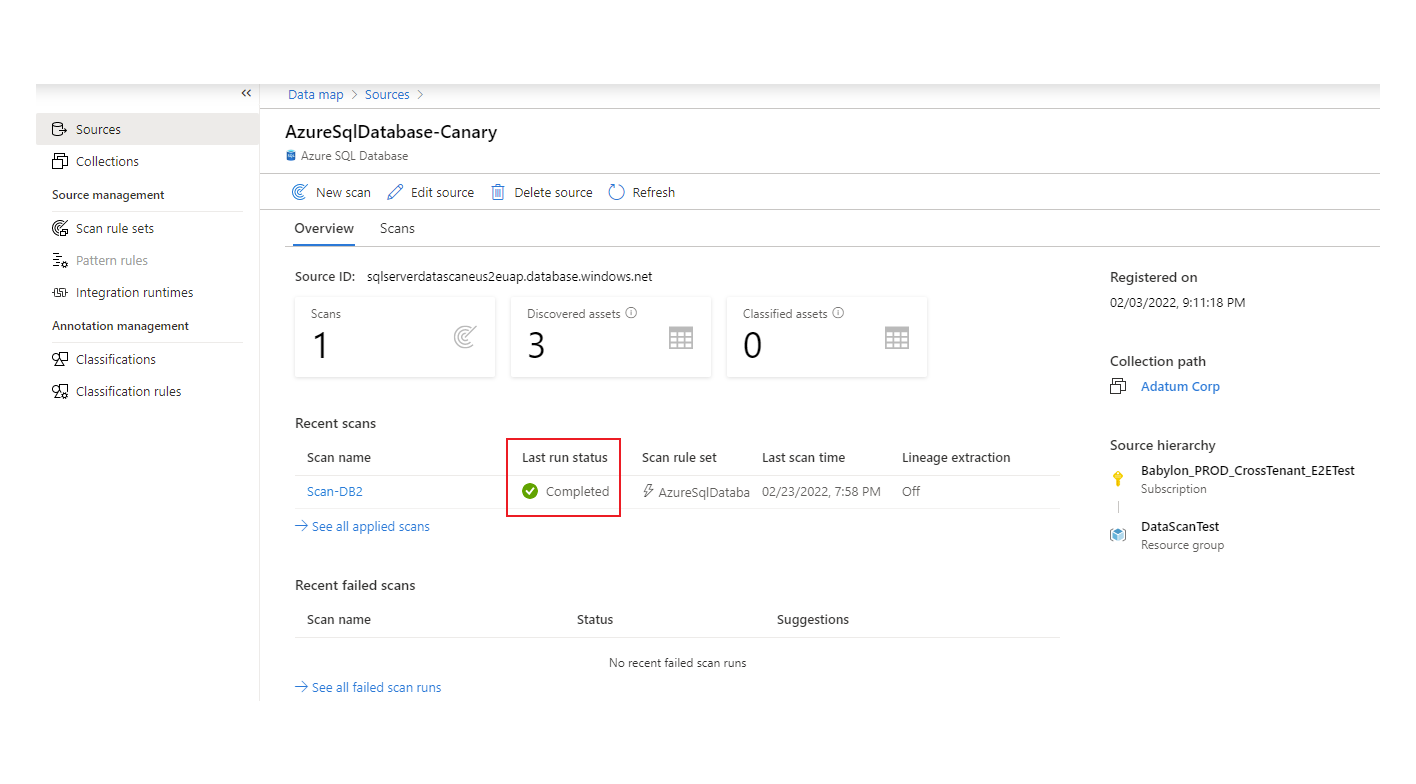 Data map > Sources >
Sources
Collections
Source management
Scan rule sets
Pattern rules
Integration runtimes
Annotation management
Classifications
Classification rules
AzureSqlDatabase-Canary
Azure SQL Database
New scan Edit source Delete source Refresh
Overview Scans
Source ID: sqlserverdatascaneus2euap.database.windows.net
Scans
1
Discovered assets
3
Classified assets
0
Recent scans
Scan name Last run status Scan rule set Last scan time Lineage extraction
Scan-DB2 Completed AzureSqlDataba 02/23/2022, 7:58 PM Off
See all applied scans
Recent failed scans
Scan name Status Suggestions
No recent failed scan runs
See all failed scan runs
Registered on
02/03/2022, 9:11:18 PM
Collection path
Adatum Corp
Source hierarchy
Babylon_PROD_CrossTenant_E2ETest
Subscription
DataScanTest
Resource group